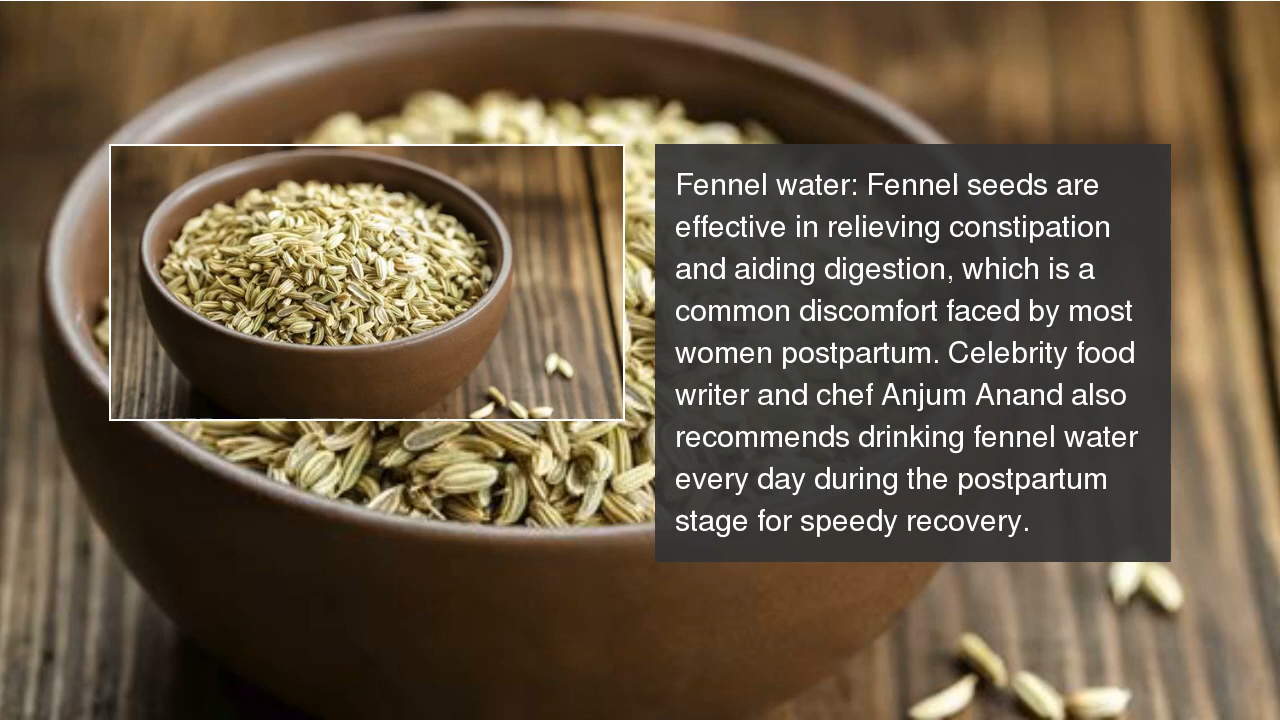 Fennel water: Fennel seeds are
effective in relieving constipation
and aiding digestion, which is a
common discomfort faced by most
women postpartum. Celebrity food
writer and chef Anjum Anand also
recommends drinking fennel water
every day during the postpartum
stage for speedy recovery.